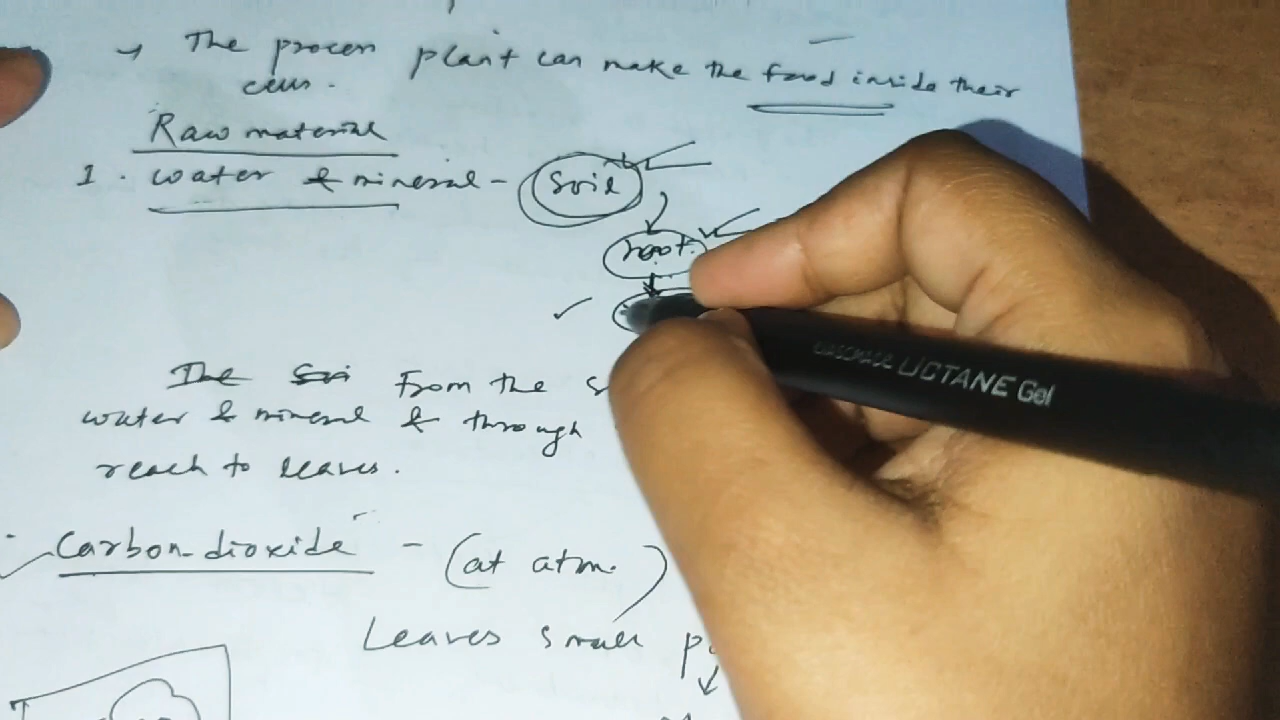 → The process plant can make the food inside their
cells.
Raw material
1. water & mineral - Soil
root
The Soi From the
water & mineral & through
reach to leaves.
Carbon-dioxide - (at atm.)
Leaves small
OCTANE Gel